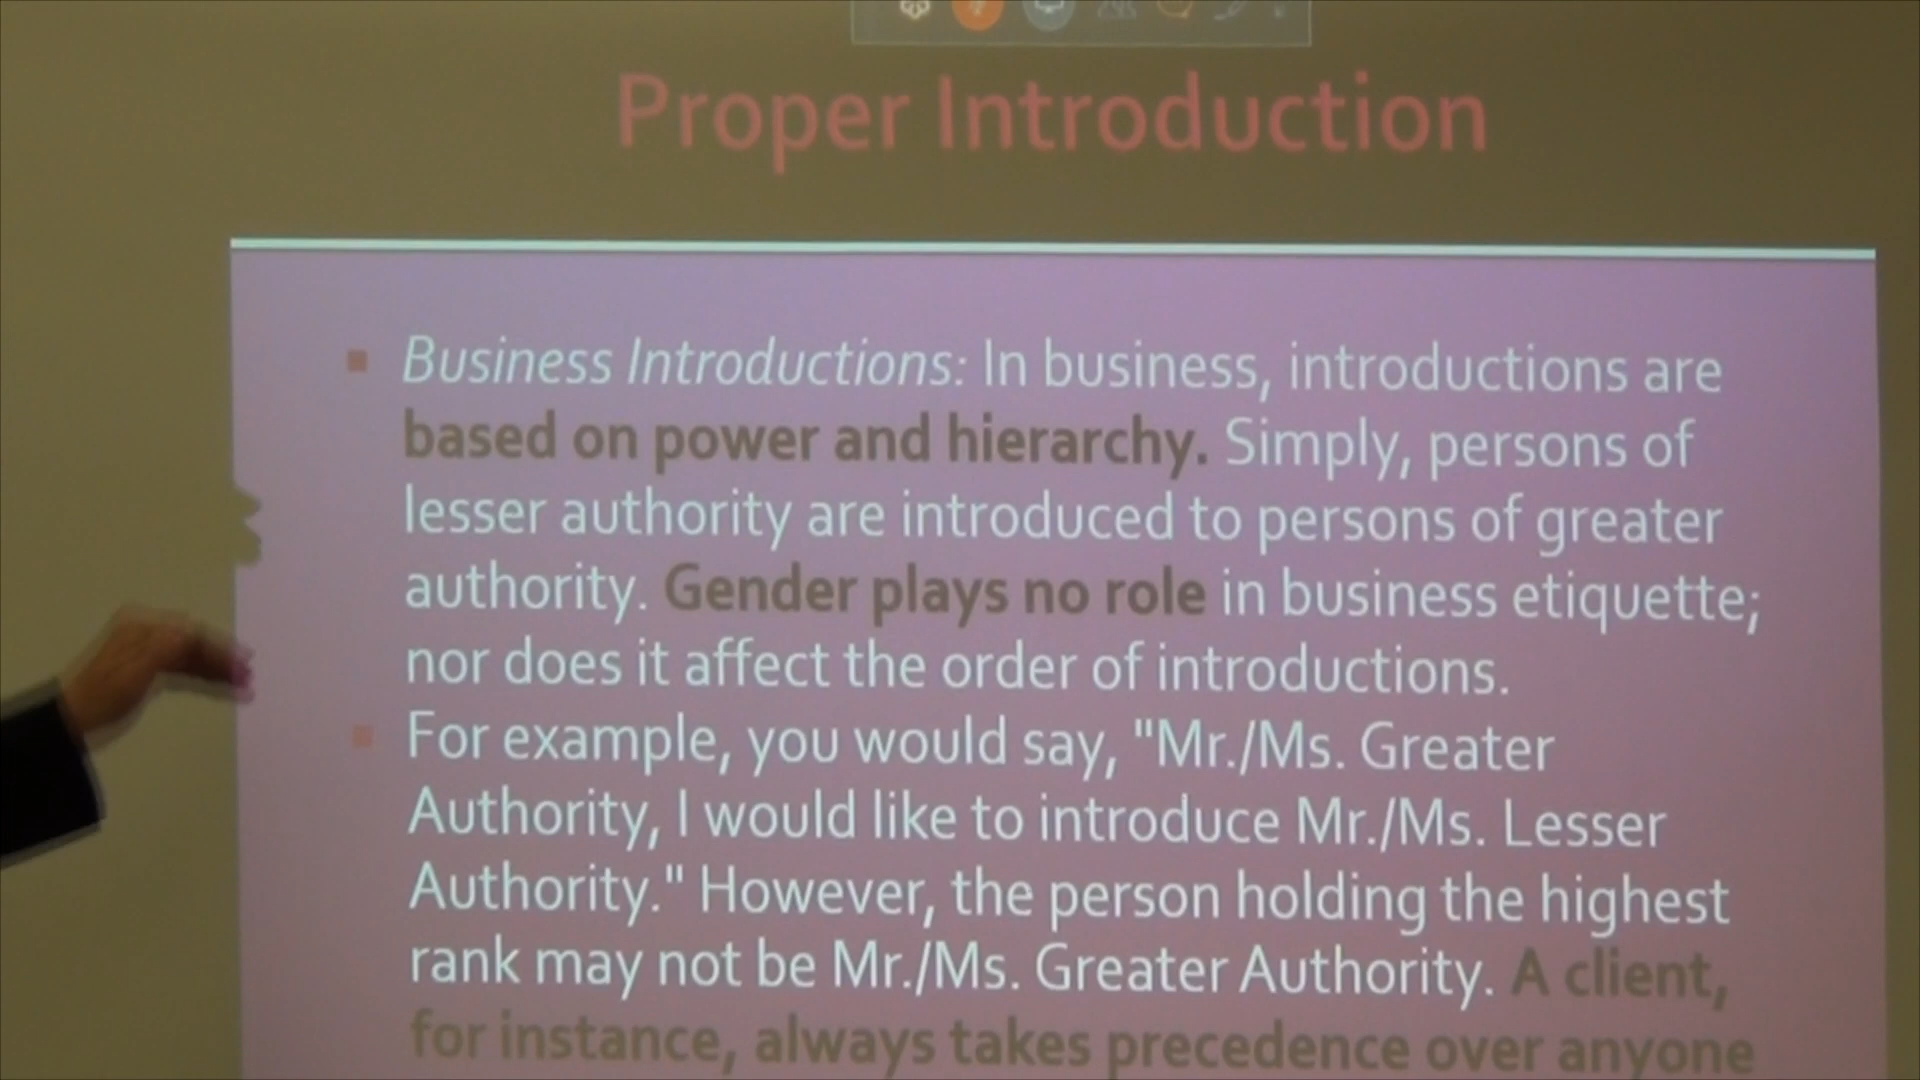 Proper Introduction
Business Introductions: In business, introductions are
based on power and hierarchy. Simply, persons of
lesser authority are introduced to persons of greater
authority. Gender plays no role in business etiquette;
nor does it affect the order of introductions.
For example, you would say, "Mr./Ms. Greater
Authority, I would like to introduce Mr./Ms. Lesser
Authority." However, the person holding the highest
rank may not be Mr./Ms. Greater Authority. A client,
for instance, always takes precedence over anyone